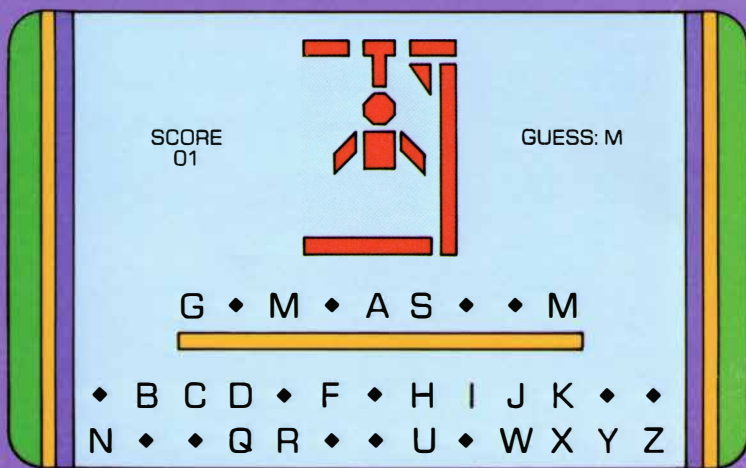 SCORE
01
GUESS: M
G ◆ M ◆ A S ◆ ◆ M
◆ B C D ◆ F ◆ H I J K ◆ ◆
N ◆ ◆ Q R ◆ ◆ U ◆ W X Y Z